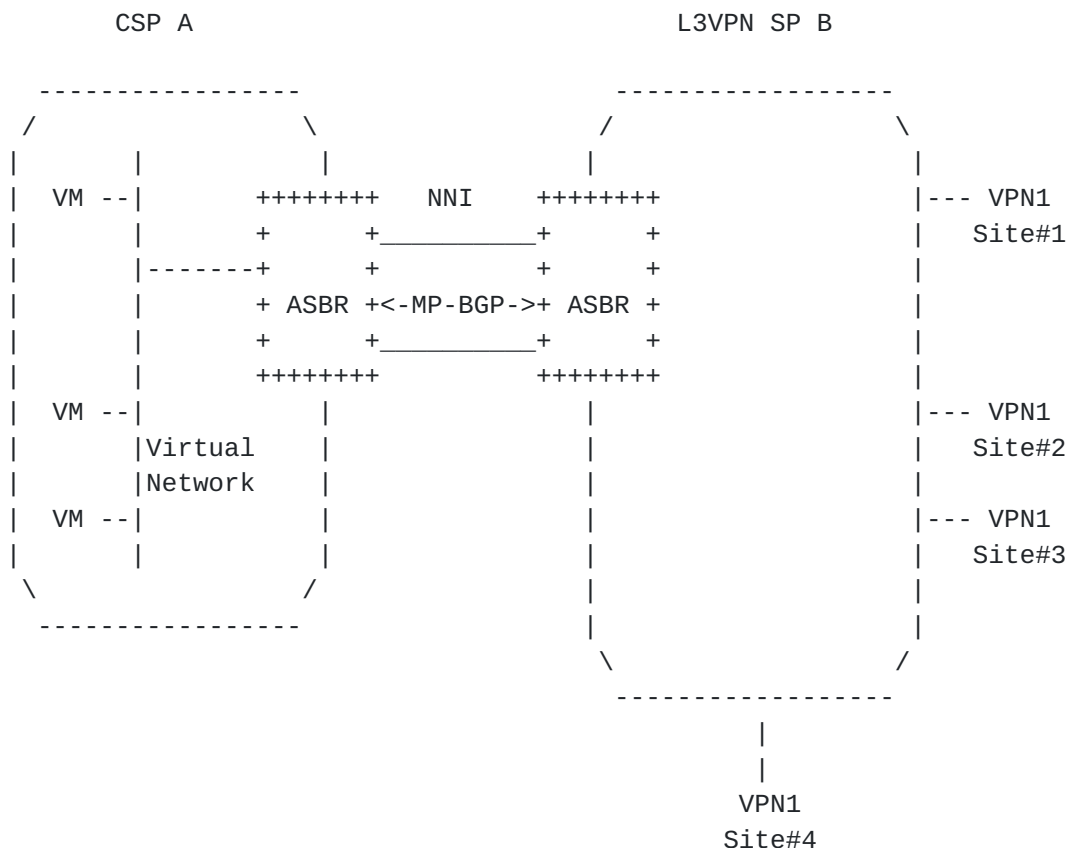 CSP A L3VPN SP B
VM -- NNI --- VPN1
Site#1
ASBR <-MP-BGP-> ASBR
VM -- --- VPN1
Virtual Site#2
Network
VM -- --- VPN1
Site#3
VPN1
Site#4